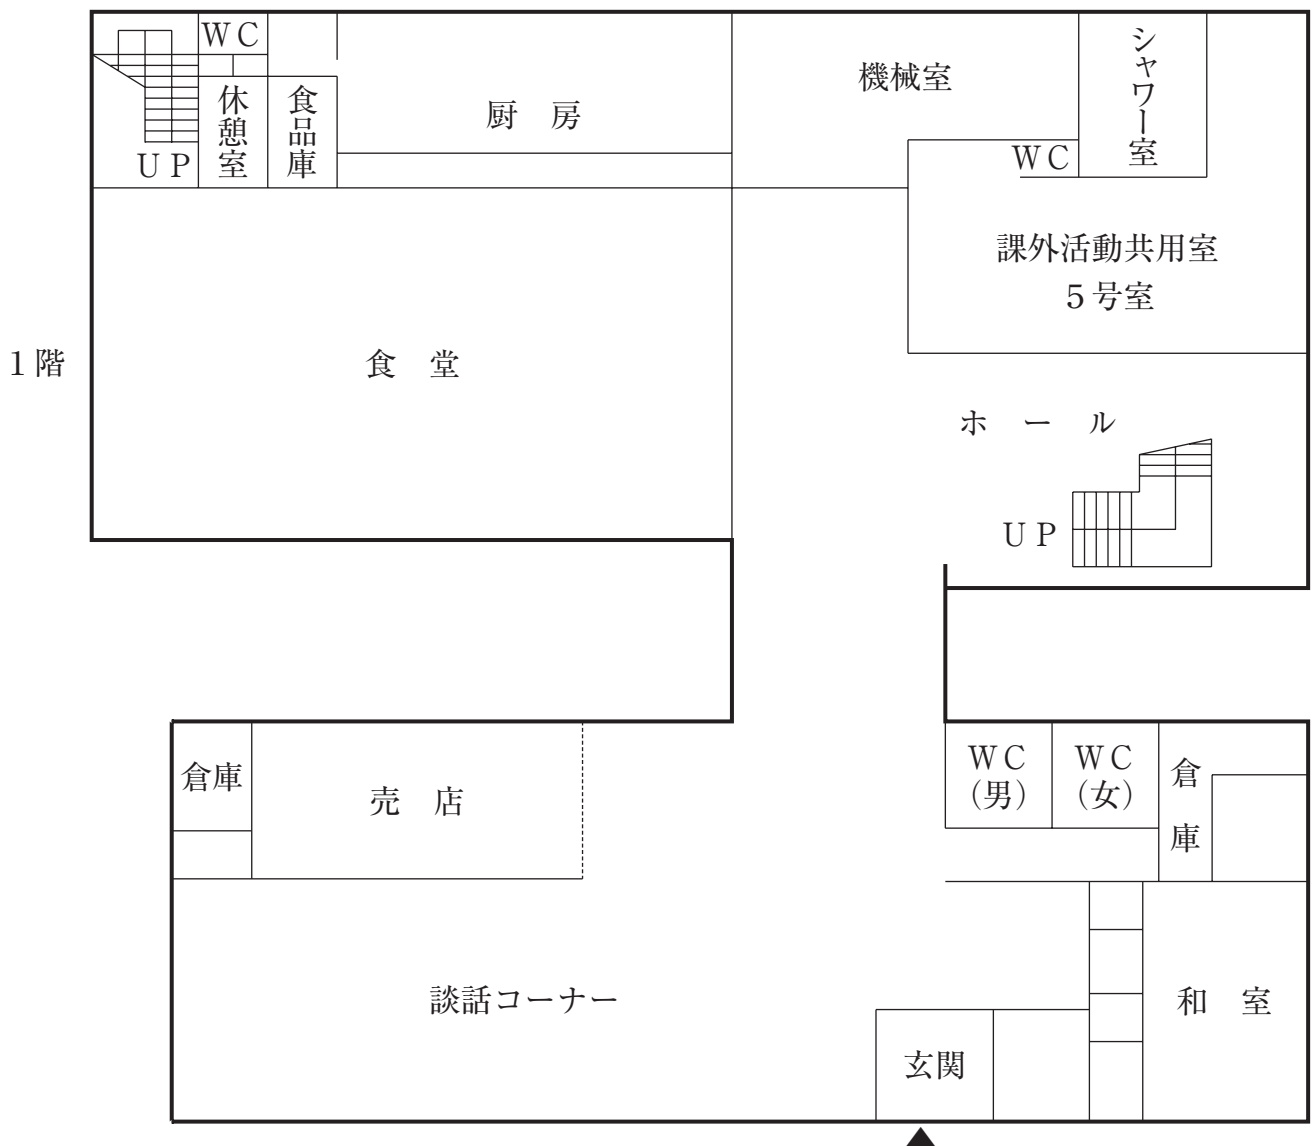 ＷＣ
シャワー室
機械室
休憩室
食品庫
厨　房
ＵＰ
ＷＣ
課外活動共用室
５号室
１階
食　堂
ホ　ー　ル
ＵＰ
倉庫
売　店
ＷＣ
（男）
ＷＣ
（女）
倉庫
談話コーナー
和　室
玄関